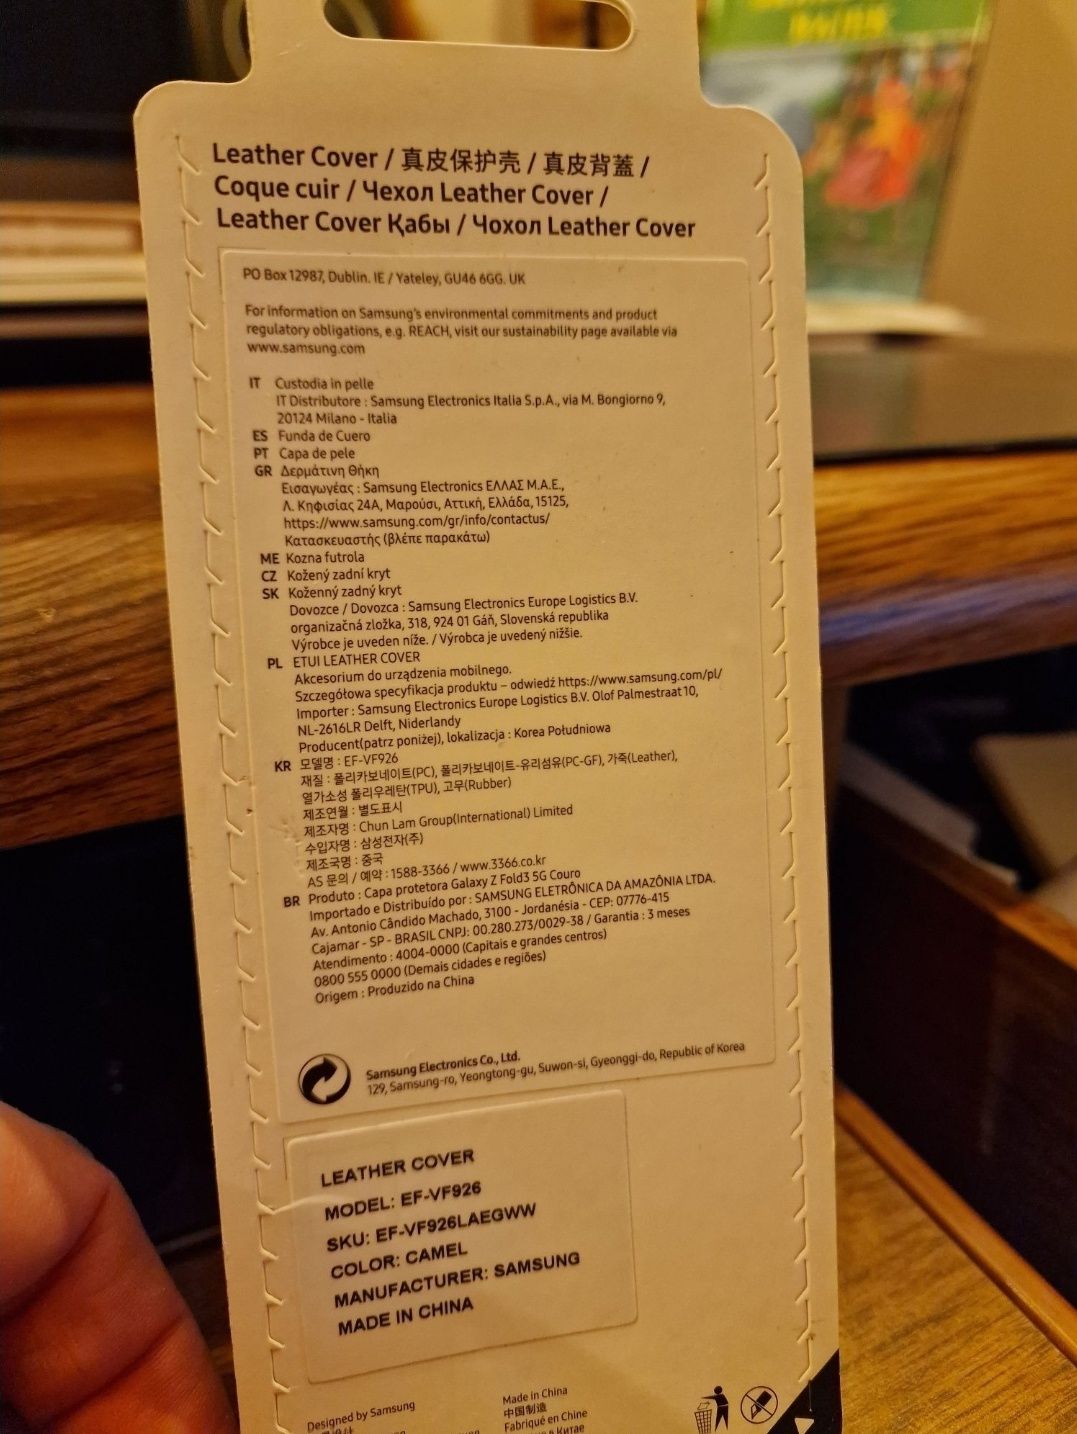 Leather Cover / 真皮保护壳 / 真皮背蓋 /
Coque cuir / Чехол Leather Cover /
Leather Cover Қабы / Чохол Leather Cover
PO Box 12987, Dublin. IE / Yateley, GU46 6GG. UK
For information on Samsung's environmental commitments and product
regulatory obligations, e.g. REACH, visit our sustainability page available via
www.samsung.com
IT Custodia in pelle
IT Distributore : Samsung Electronics Italia S.p.A., via M. Bongiorno 9,
20124 Milano - Italia
ES Funda de Cuero
PT Capa de pele
GR Δερμάτινη Θήκη
Εισαγωγέας : Samsung Electronics ΕΛΛΑΣ Μ.Α.Ε.,
Λ. Κηφισίας 24Α, Μαρούσι, Αττική, Ελλάδα, 15125,
https://www.samsung.com/gr/info/contactus/
Κατασκευαστής (βλέπε παρακάτω)
ME Kozna futrola
CZ Kožený zadní kryt
SK Koženný zadný kryt
Dovozce / Dovozca : Samsung Electronics Europe Logistics B.V.
organizačná zložka, 318, 924 01 Gáň, Slovenská republika
Výrobce je uveden níže. / Výrobca je uvedený nižšie.
PL ETUI LEATHER COVER
Akcesorium do urządzenia mobilnego.
Szczegółowa specyfikacja produktu – odwiedź https://www.samsung.com/pl/
Importer : Samsung Electronics Europe Logistics B.V. Olof Palmestraat 10,
NL-2616LR Delft, Niderlandy
Producent(patrz poniżej), lokalizacja : Korea Południowa
KR 모델명 : EF-VF926
재질 : 폴리카보네이트(PC), 폴리카보네이트-유리섬유(PC-GF), 가죽(Leather),
열가소성 폴리우레탄(TPU), 고무(Rubber)
제조연월 : 별도표시
제조자명 : Chun Lam Group(International) Limited
수입자명 : 삼성전자(주)
제조국명 : 중국
AS 문의 / 예약 : 1588-3366 / www.3366.co.kr
BR Produto : Capa protetora Galaxy Z Fold3 5G Couro
Importado e Distribuído por : SAMSUNG ELETRÔNICA DA AMAZÔNIA LTDA.
Av. Antonio Cândido Machado, 3100 - Jordanésia - CEP: 07776-415
Cajamar - SP - BRASIL CNPJ: 00.280.273/0029-38 / Garantia : 3 meses
Atendimento : 4004-0000 (Capitais e grandes centros)
0800 555 0000 (Demais cidades e regiões)
Origem : Produzido na China
Samsung Electronics Co., Ltd.
129, Samsung-ro, Yeongtong-gu, Suwon-si, Gyeonggi-do, Republic of Korea
LEATHER COVER
MODEL: EF-VF926
SKU: EF-VF926LAEGWW
COLOR: CAMEL
MANUFACTURER: SAMSUNG
MADE IN CHINA
Designed by Samsung
Made in China
中国制造
Fabriqué en Chine